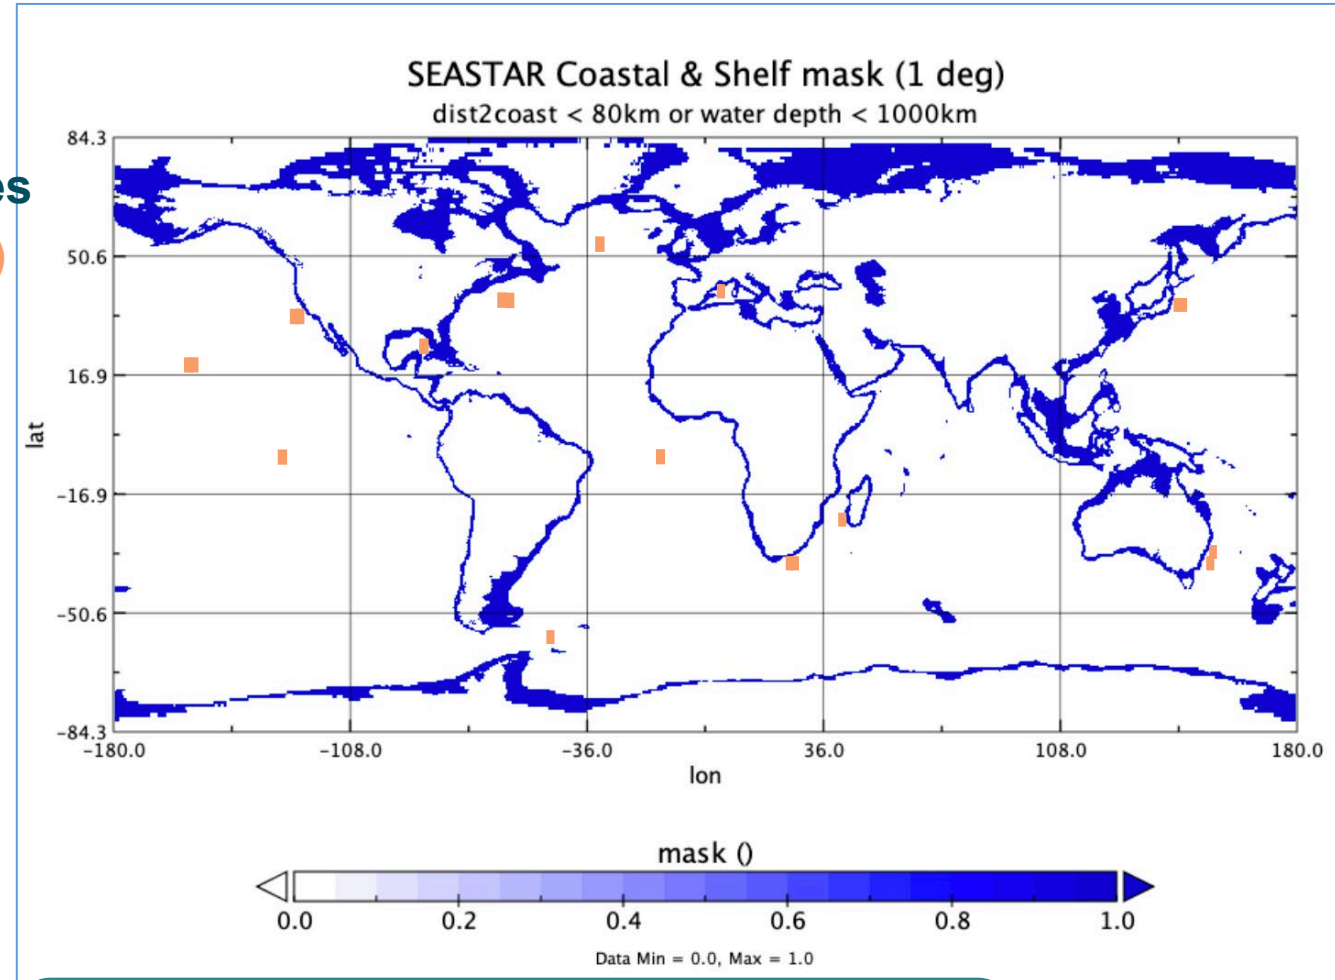 SEASTAR Coastal & Shelf mask (1 deg)
dist2coast < 80km or water depth < 1000km
es
)
84.3
50.6
16.9
-16.9
-50.6
-84.3
lat
-180.0 -108.0 -36.0 36.0 108.0 180.0
lon
mask ()
0.0 0.2 0.4 0.6 0.8 1.0
Data Min = 0.0, Max = 1.0